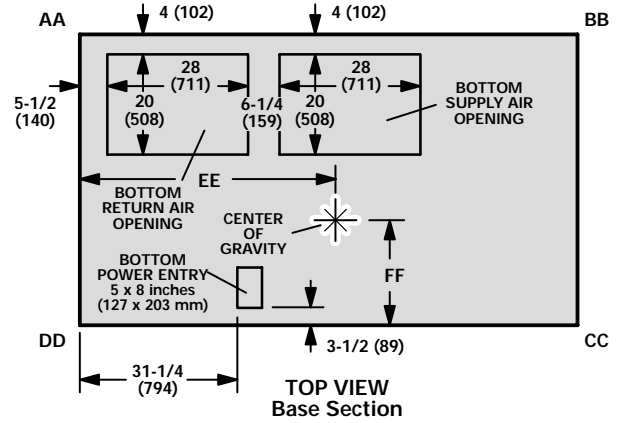 AA
4 (102)
4 (102)
BB
5-1/2
(140)
28
(711)
20
(508)
6-1/4
(159)
28
(711)
20
(508)
BOTTOM
SUPPLY AIR
OPENING
EE
BOTTOM
RETURN AIR
OPENING
CENTER
OF
GRAVITY
FF
BOTTOM
POWER ENTRY
5 x 8 inches
(127 x 203 mm)
DD
CC
3-1/2 (89)
31-1/4
(794)
TOP VIEW
Base Section